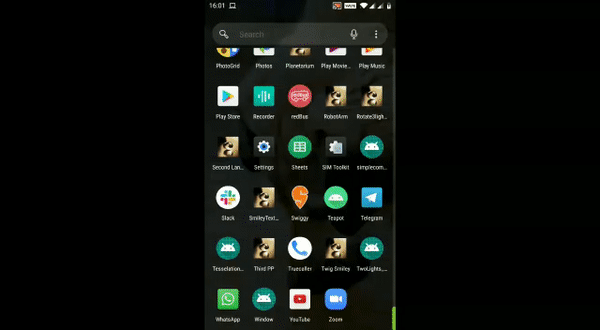 16:01
Search
PhotoGrid Photos Planetarium Play Movie... Play Music
Play Store Recorder redBus RobotArm Rotate3ligh...
Second Lan... Settings Sheets SIM Toolkit simplecom...
Slack SmileyText... Swiggy Teapot Telegram
Tesselation... Third PP Truecaller Twig Smiley TwoLights_...
WhatsApp Window YouTube Zoom